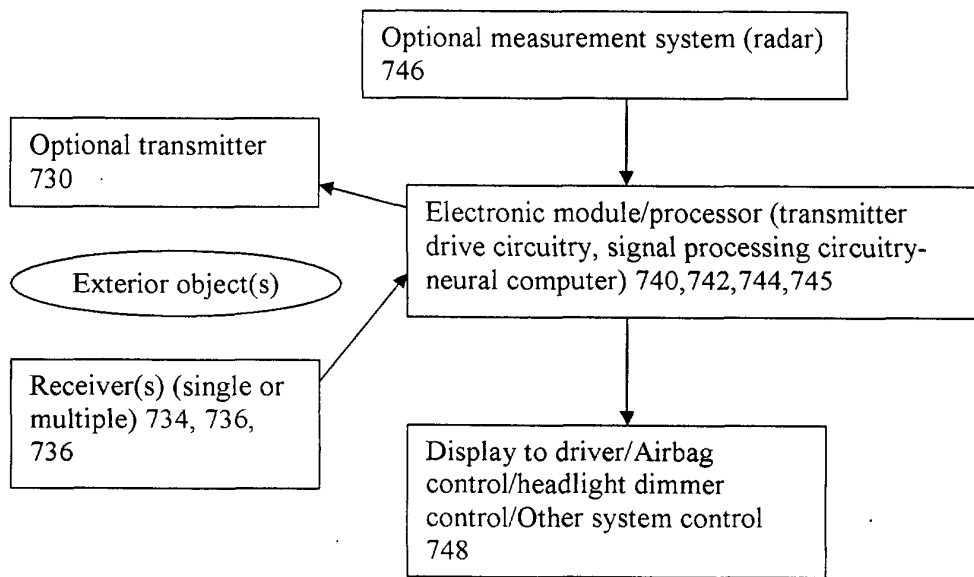 Optional measurement system (radar)
746
Optional transmitter
730
Electronic module/processor (transmitter
drive circuitry, signal processing circuitry-
neural computer) 740,742,744,745
Exterior object(s)
Receiver(s) (single or
multiple) 734, 736,
736
Display to driver/Airbag
control/headlight dimmer
control/Other system control
748